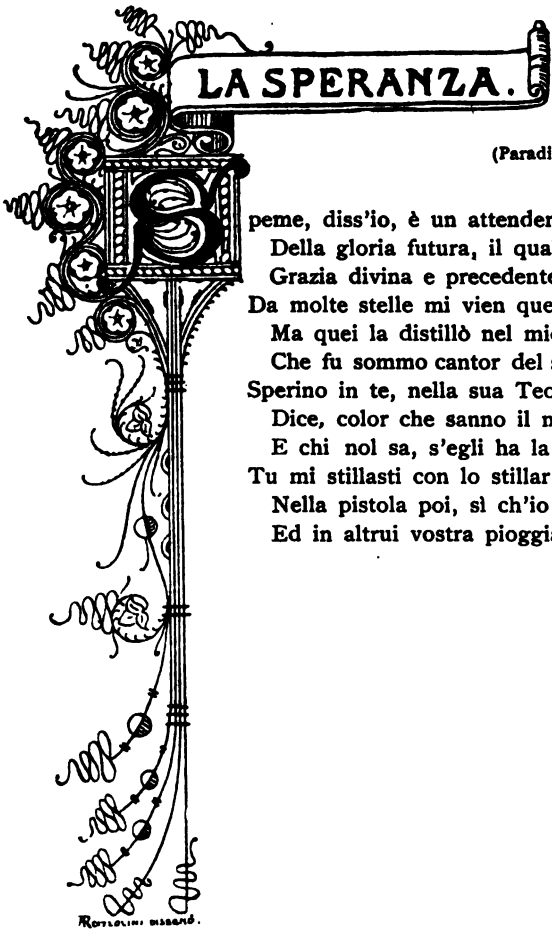 LA SPERANZA.
(Paradi
S
peme, diss'io, è un attender
Della gloria futura, il qua
Grazia divina e precedente
Da molte stelle mi vien que
Ma quei la distillò nel mi
Che fu sommo cantor del
Sperino in te, nella sua Teo
Dice, color che sanno il n
E chi nol sa, s'egli ha la
Tu mi stillasti con lo stillar
Nella pistola poi, sì ch'io
Ed in altrui vostra pioggia
disegnò.